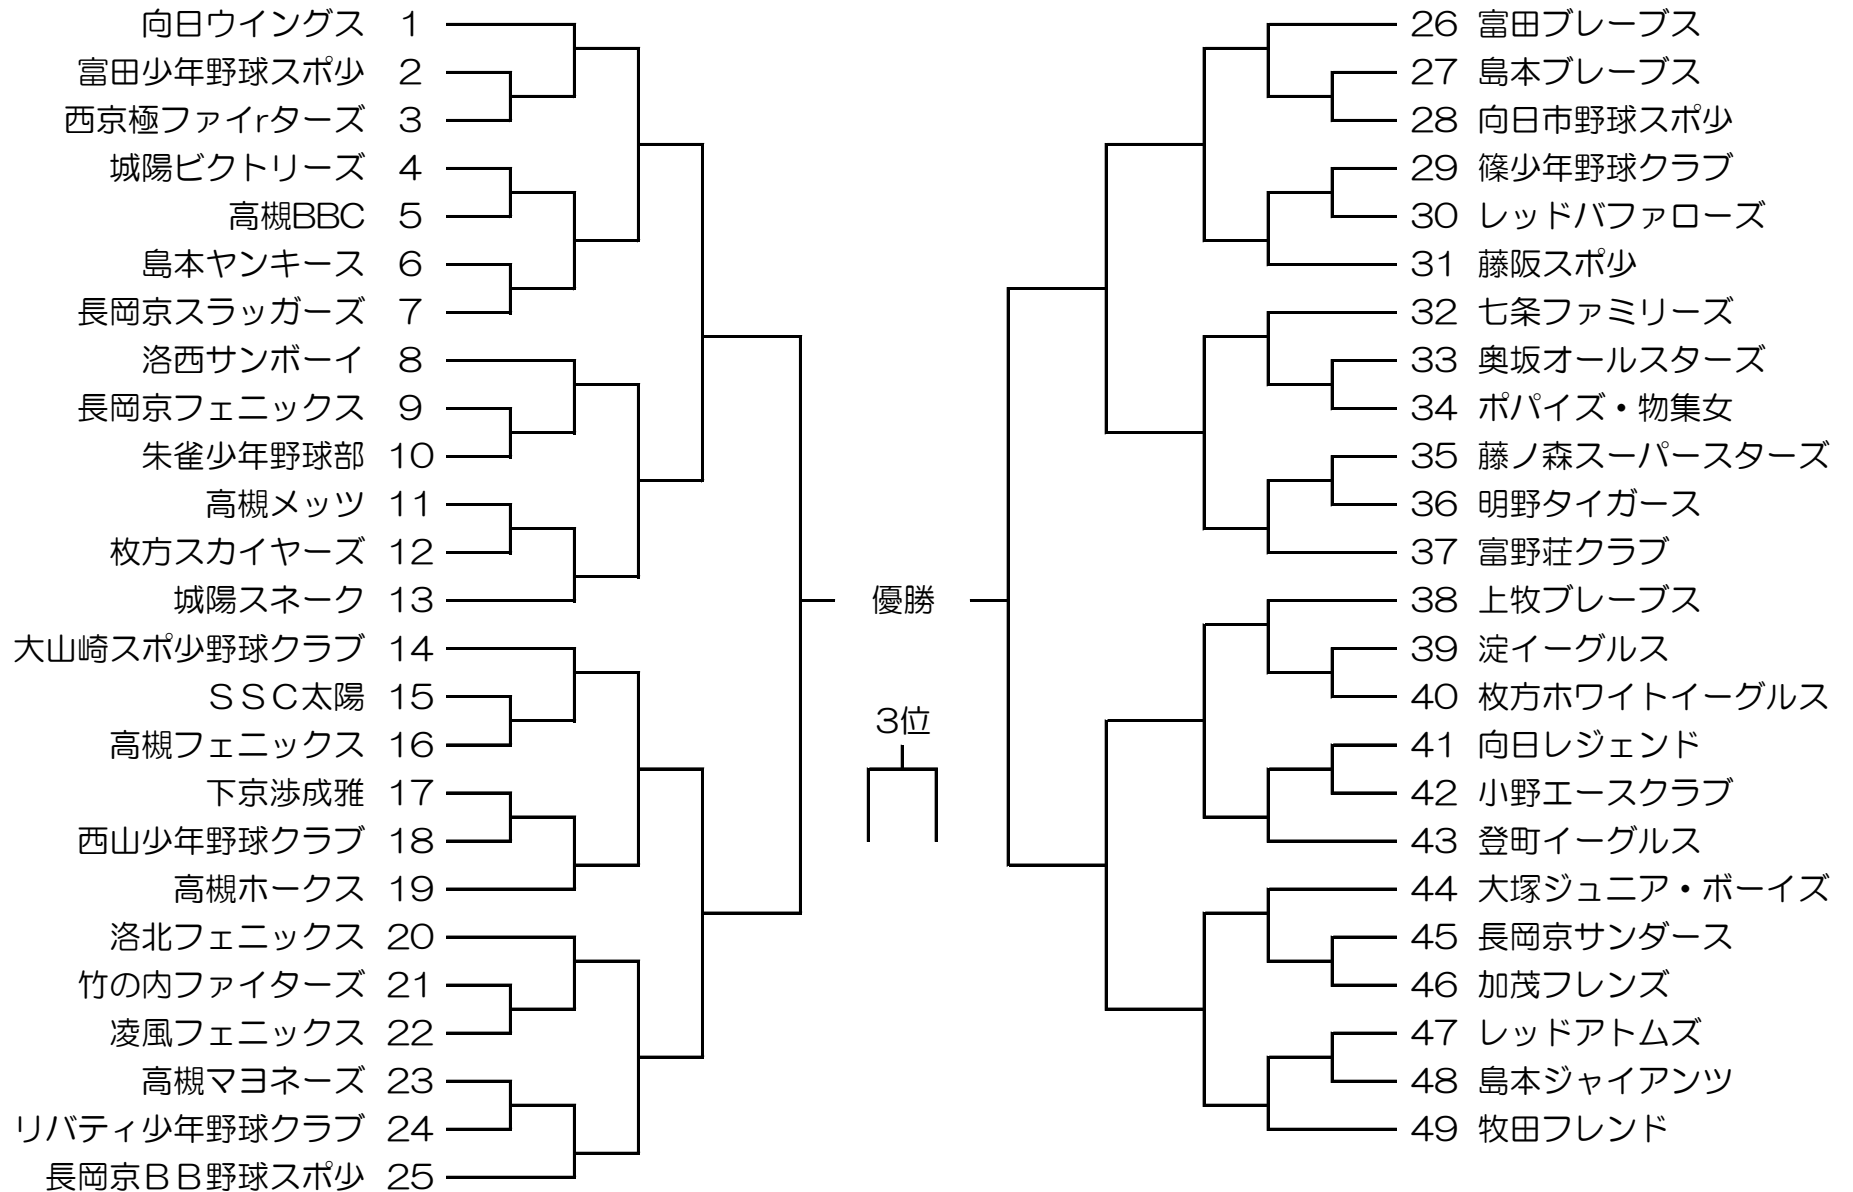 向日ウイングス 1
富田少年野球スポ少 2
西京極ファイrターズ 3
城陽ビクトリーズ 4
高槻BBC 5
島本ヤンキース 6
長岡京スラッガーズ 7
洛西サンボーイ 8
長岡京フェニックス 9
朱雀少年野球部 10
高槻メッツ 11
枚方スカイヤーズ 12
城陽スネーク 13
大山崎スポ少野球クラブ 14
ＳＳＣ太陽 15
高槻フェニックス 16
下京渉成雅 17
西山少年野球クラブ 18
高槻ホークス 19
洛北フェニックス 20
竹の内ファイターズ 21
凌風フェニックス 22
高槻マヨネーズ 23
リバティ少年野球クラブ 24
長岡京ＢＢ野球スポ少 25
優勝
3位
26 富田ブレーブス
27 島本ブレーブス
28 向日市野球スポ少
29 篠少年野球クラブ
30 レッドバファローズ
31 藤阪スポ少
32 七条ファミリーズ
33 奥坂オールスターズ
34 ポパイズ・物集女
35 藤ノ森スーパースターズ
36 明野タイガース
37 富野荘クラブ
38 上牧ブレーブス
39 淀イーグルス
40 枚方ホワイトイーグルス
41 向日レジェンド
42 小野エースクラブ
43 登町イーグルス
44 大塚ジュニア・ボーイズ
45 長岡京サンダース
46 加茂フレンズ
47 レッドアトムズ
48 島本ジャイアンツ
49 牧田フレンド